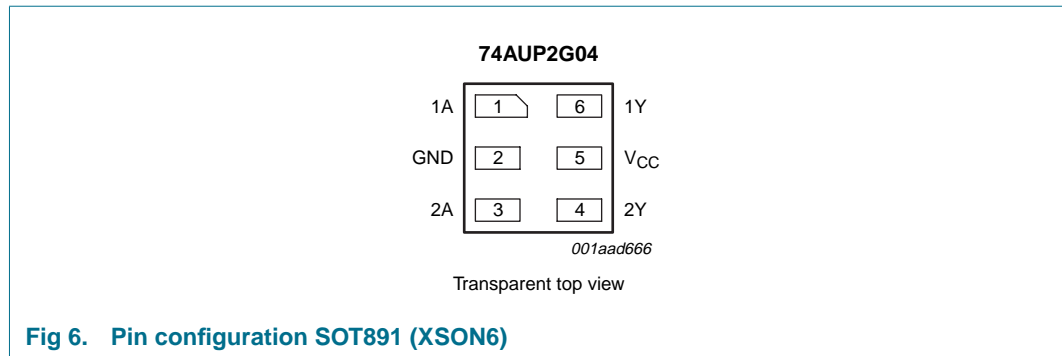 74AUP2G04
1A 1 6 1Y
GND 2 5 VCC
2A 3 4 2Y
001aad666
Transparent top view
Fig 6. Pin configuration SOT891 (XSON6)